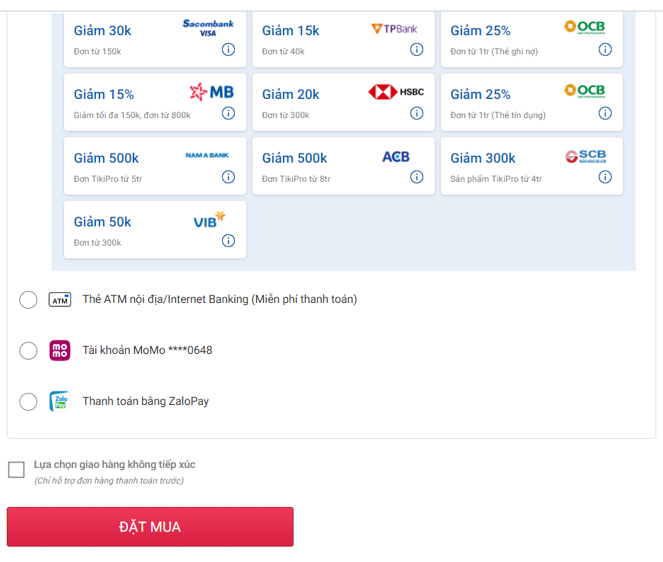 Giảm 30k
Sacombank
VISA
Đơn từ 150k
Giảm 15k
TPBank
Đơn từ 40k
Giảm 25%
OCB
Đơn từ 1tr (Thẻ ghi nợ)
Giảm 15%
MB
Giảm tối đa 150k, đơn từ 800k
Giảm 20k
HSBC
Đơn từ 300k
Giảm 25%
OCB
Đơn từ 1tr (Thẻ tín dụng)
Giảm 500k
NAM A BANK
Đơn TikiPro từ 5tr
Giảm 500k
ACB
Đơn TikiPro từ 8tr
Giảm 300k
SCB
Sản phẩm TikiPro từ 4tr
Giảm 50k
VIB
Đơn từ 300k
ATM
Thẻ ATM nội địa/Internet Banking (Miễn phí thanh toán)
mo
mo
Tài khoản MoMo ****0648
Zalo
Pay
Thanh toán bằng ZaloPay
Lựa chọn giao hàng không tiếp xúc
(Chỉ hỗ trợ đơn hàng thanh toán trước)
ĐẶT MUA